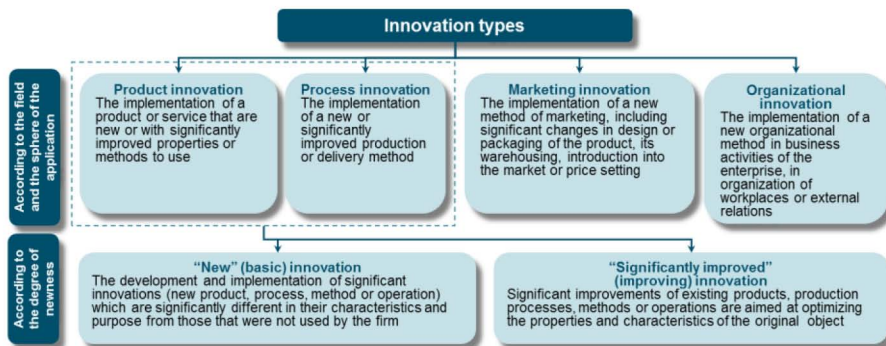 Innovation types
According to the field
and the sphere of the
application
Product innovation
The implementation of a
product or service that are
new or with significantly
improved properties or
methods to use
Process innovation
The implementation
of a new or
significantly
improved production
or delivery method
Marketing innovation
The implementation of a new
method of marketing, including
significant changes in design or
packaging of the product, its
warehousing, introduction into
the market or price setting
Organizational
innovation
The implementation of a
new organizational
method in business
activities of the
enterprise, in
organization of
workplaces or external
relations
According to
the degree of
newness
“New” (basic) innovation
The development and implementation of significant
innovations (new product, process, method or operation)
which are significantly different in their characteristics and
purpose from those that were not used by the firm
“Significantly improved”
(improving) innovation
Significant improvements of existing products, production
processes, methods or operations are aimed at optimizing
the properties and characteristics of the original object